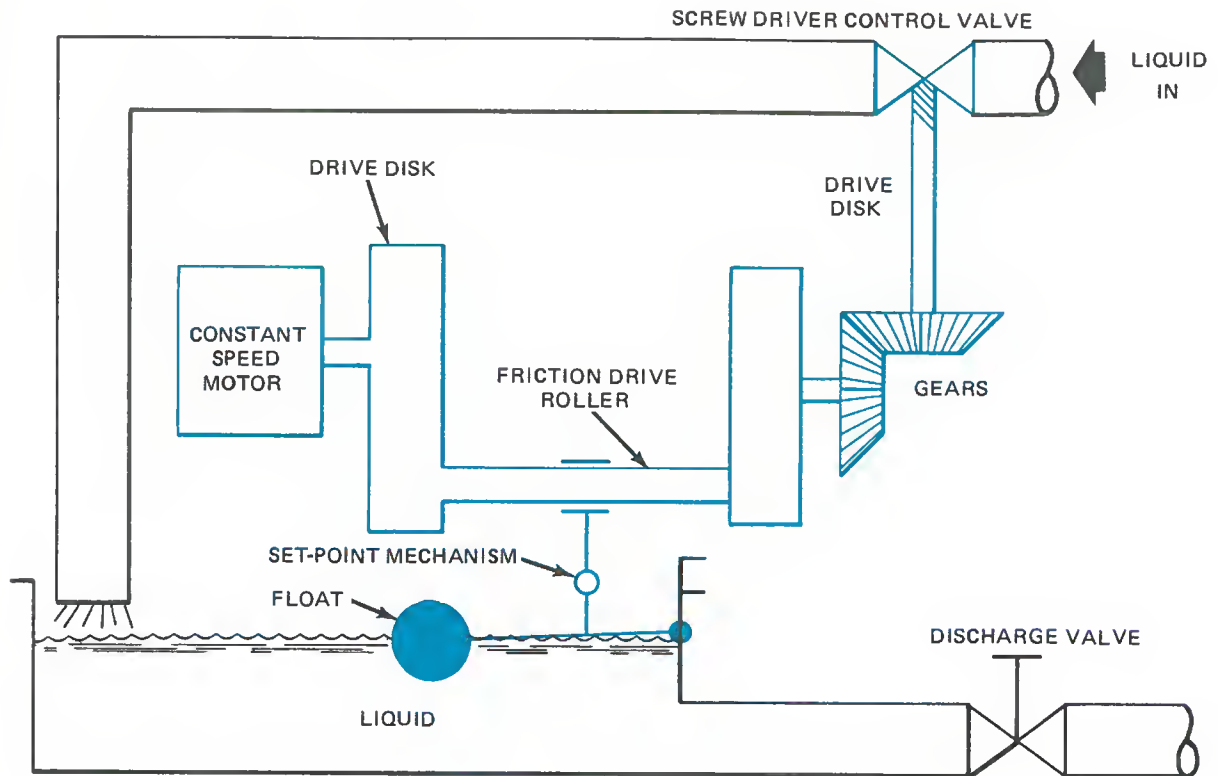 SCREW DRIVER CONTROL VALVE
LIQUID
IN
DRIVE DISK
DRIVE
DISK
CONSTANT
SPEED
MOTOR
FRICTION DRIVE
ROLLER
GEARS
SET-POINT MECHANISM
FLOAT
DISCHARGE VALVE
LIQUID